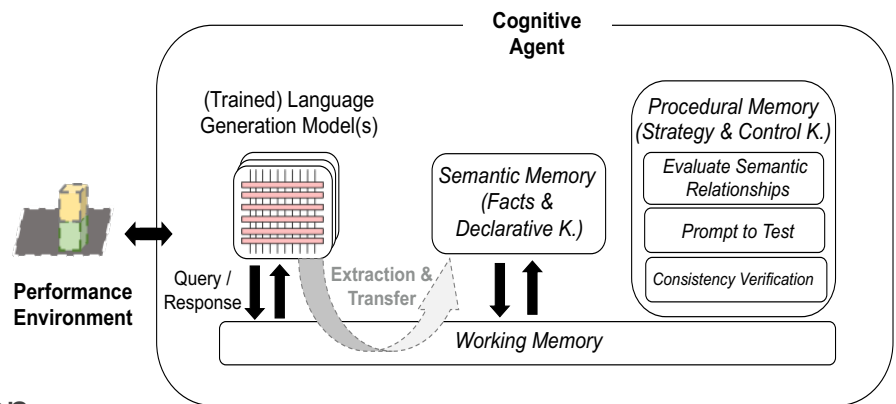 Cognitive
Agent
(Trained) Language
Generation Model(s)
Procedural Memory
(Strategy & Control K.)
Evaluate Semantic
Relationships
Prompt to Test
Consistency Verification
Semantic Memory
(Facts &
Declarative K.)
Performance
Environment
Query /
Response
Extraction &
Transfer
Working Memory